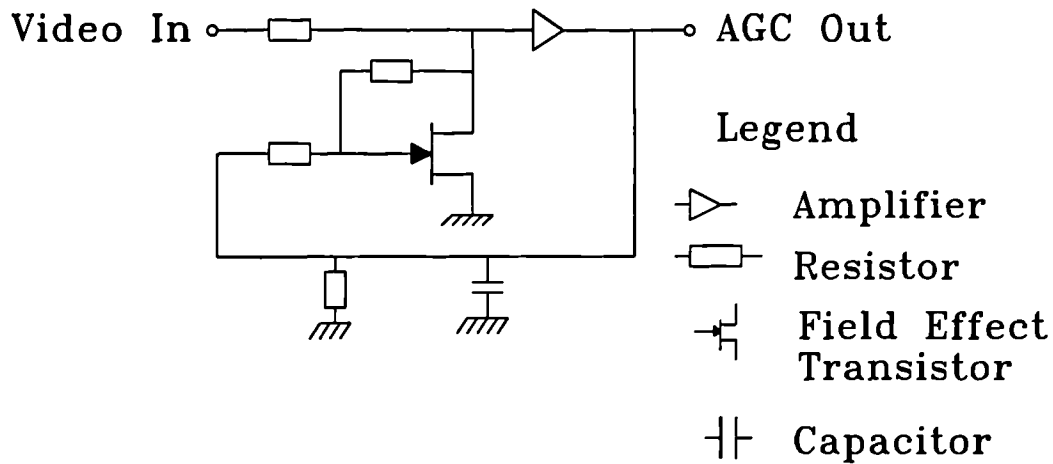 Video In
AGC Out
Legend
Amplifier
Resistor
Field Effect
Transistor
Capacitor